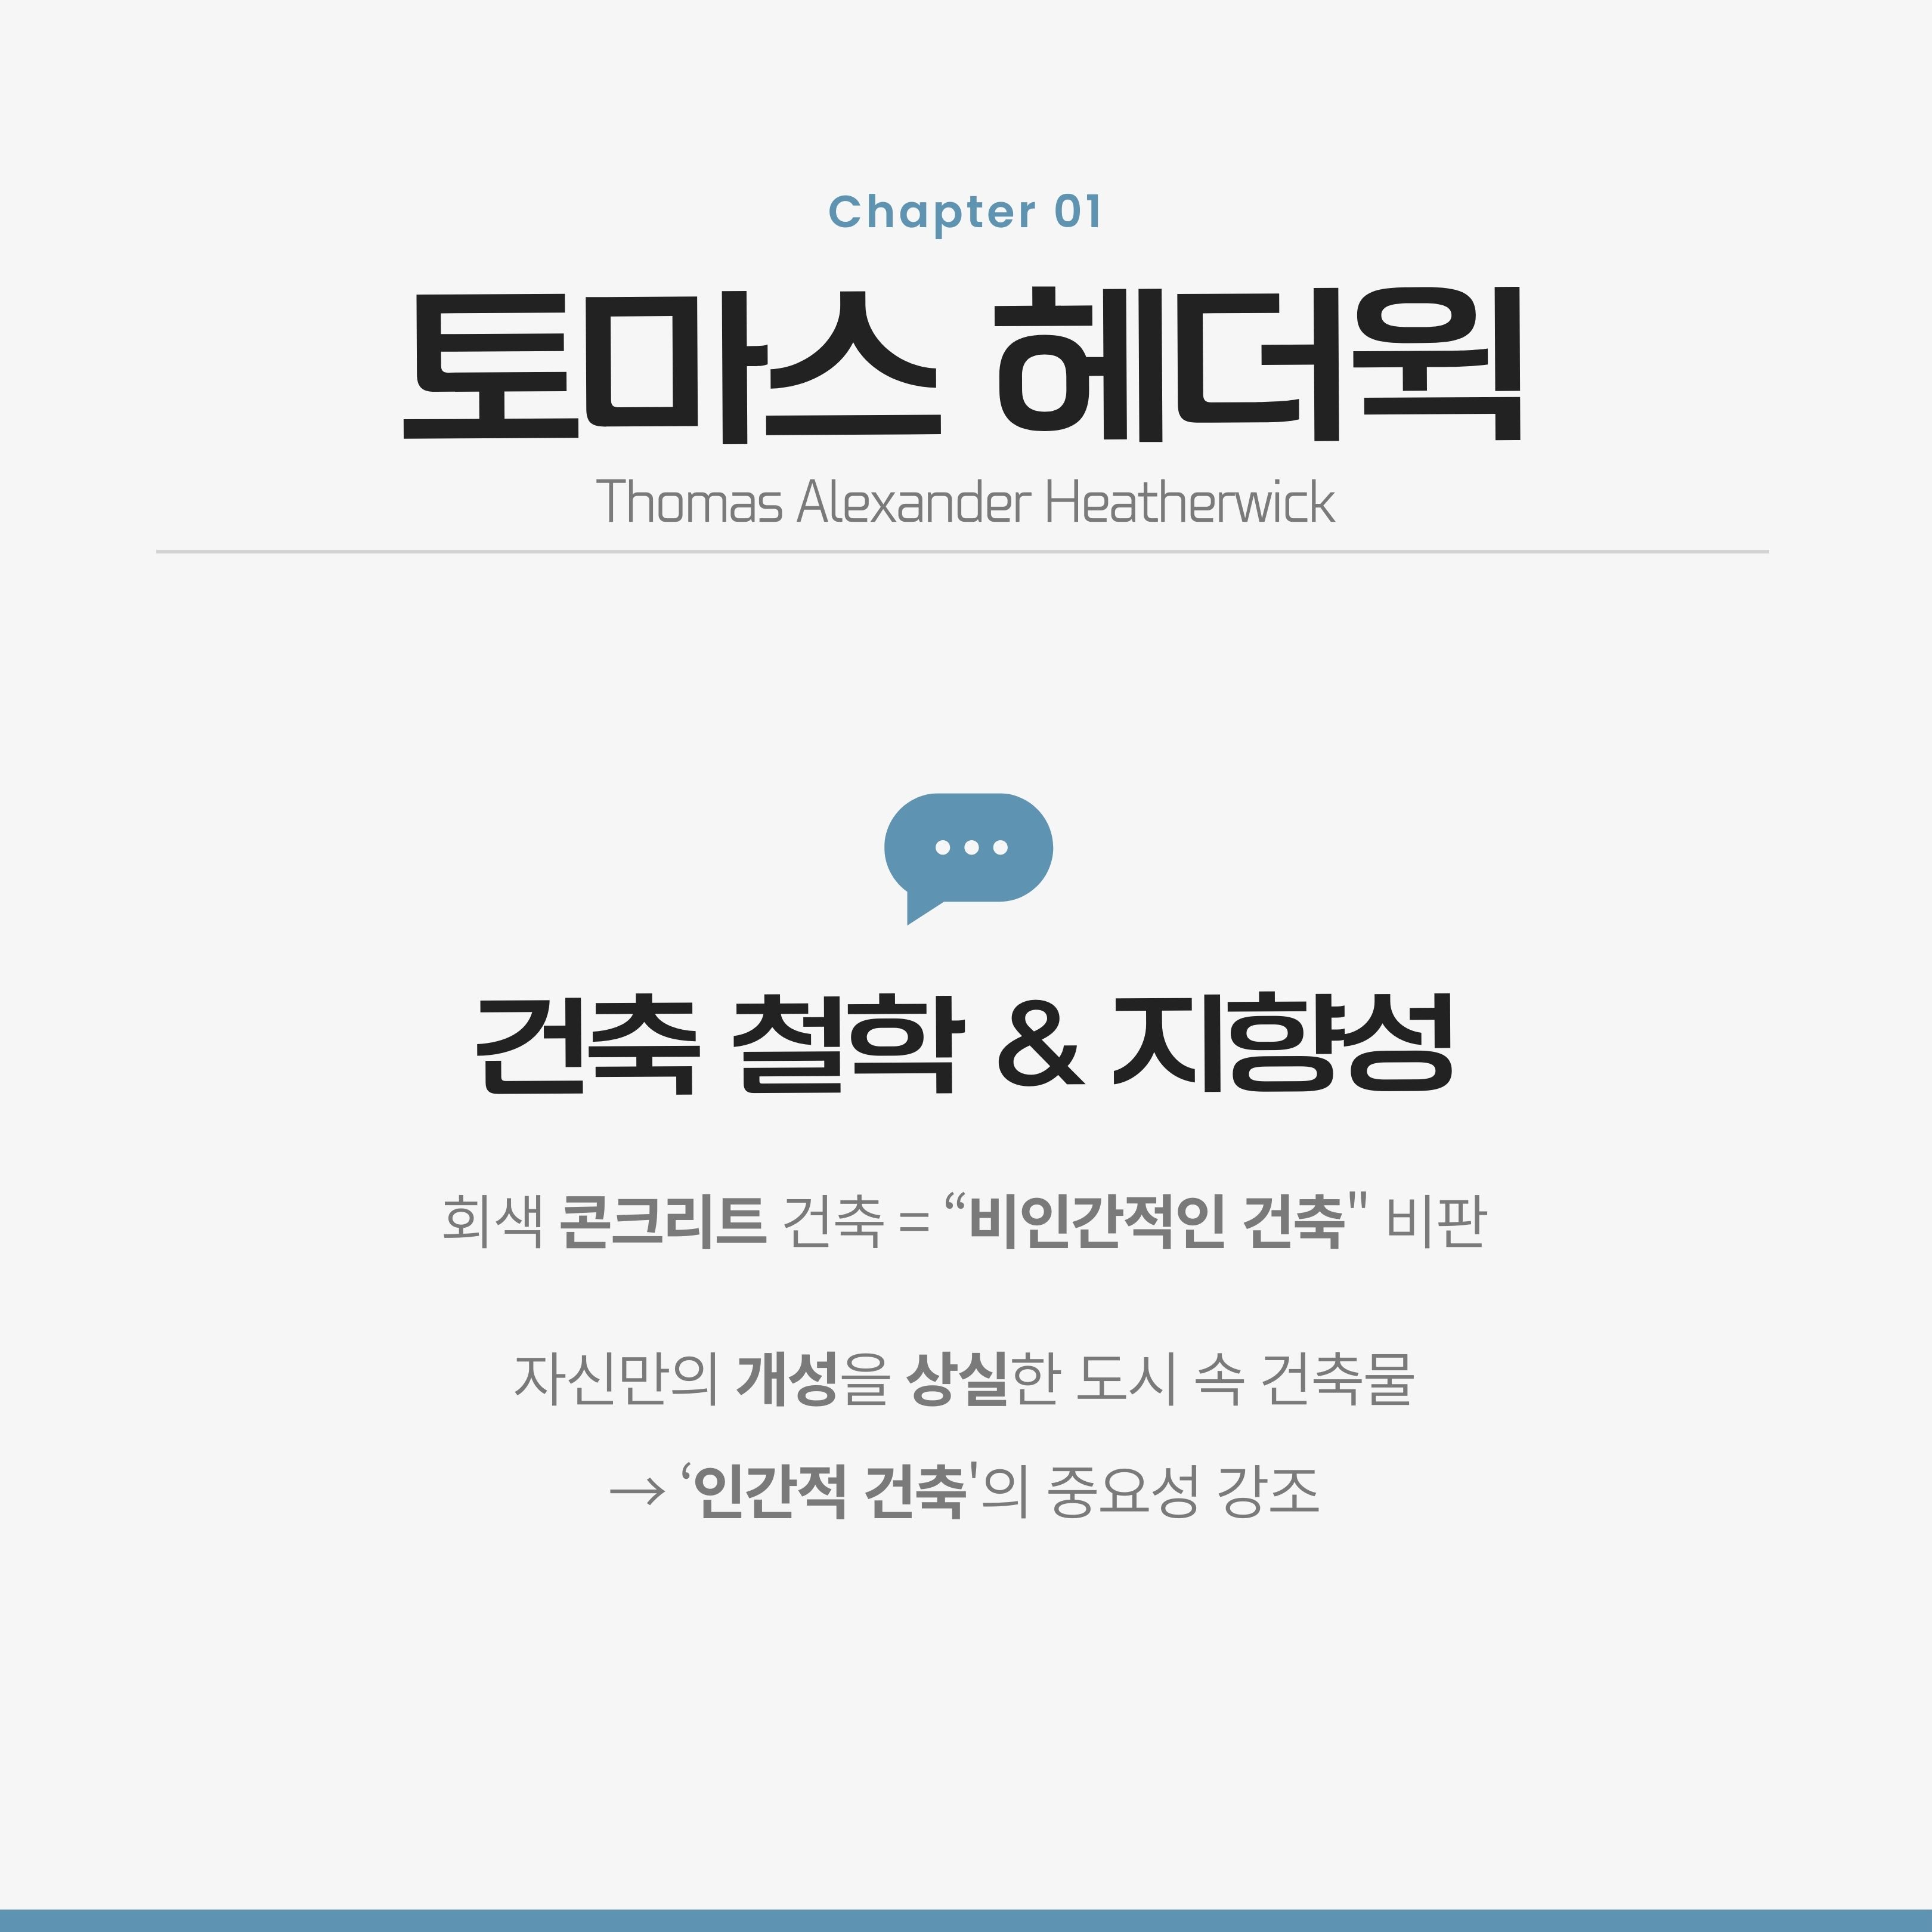 Chapter 01
토마스 헤더윅
Thomas Alexander Heatherwick
건축 철학 & 지향성
회색 콘크리트 건축 = “비인간적인 건축" 비판
자신만의 개성을 상실한 도시 속 건축물
→ ‘인간적 건축'의 중요성 강조